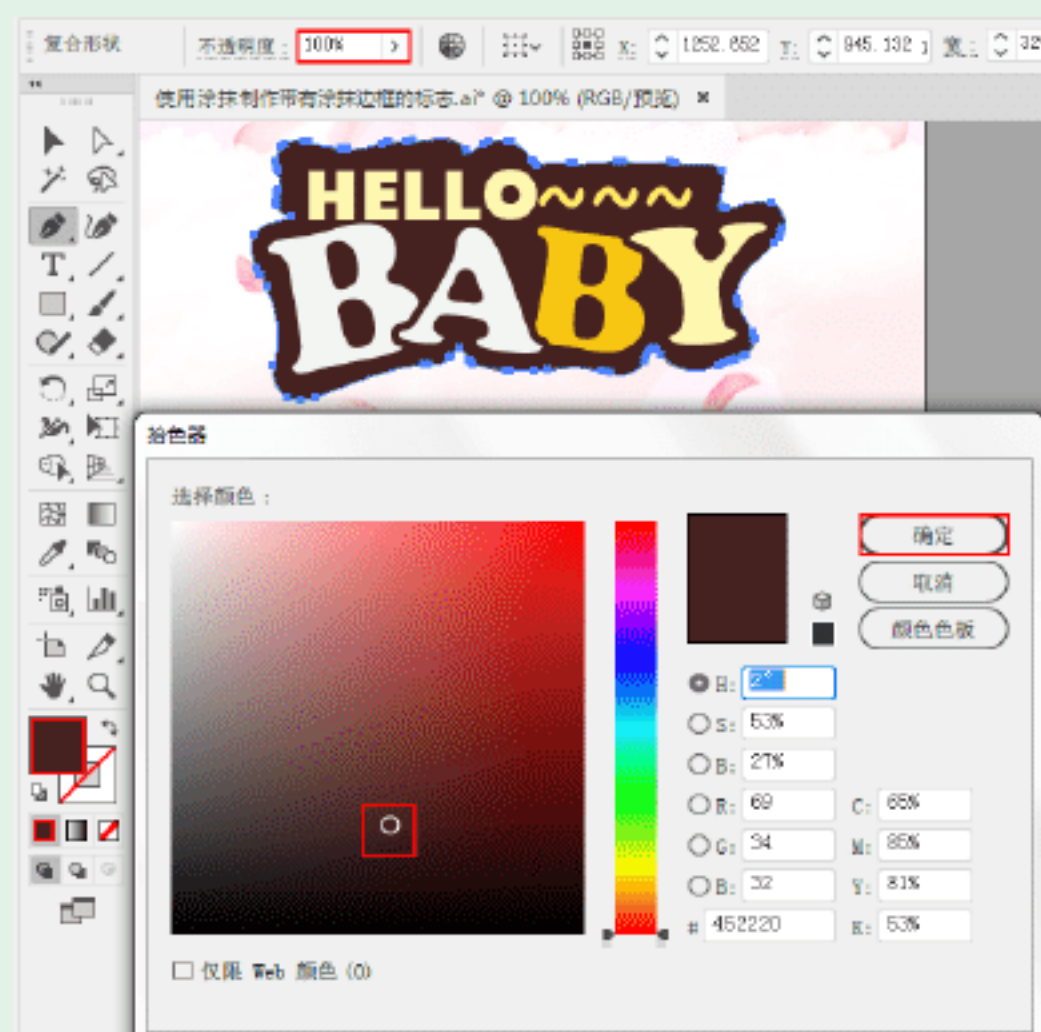 复合形状 不透明度: 100% > X: 1252.652 Y: 945.132 宽:
使用涂抹制作带有涂抹边框的标志.ai* @ 100% (RGB/预览) ×
HELLO~~~
BABY
拾色器
选择颜色:
确定
取消
颜色色板
H: 2°
S: 53%
B: 27%
R: 69 C: 65%
G: 34 M: 85%
B: 32 Y: 81%
# 452220 K: 53%
仅限 Web 颜色 (O)